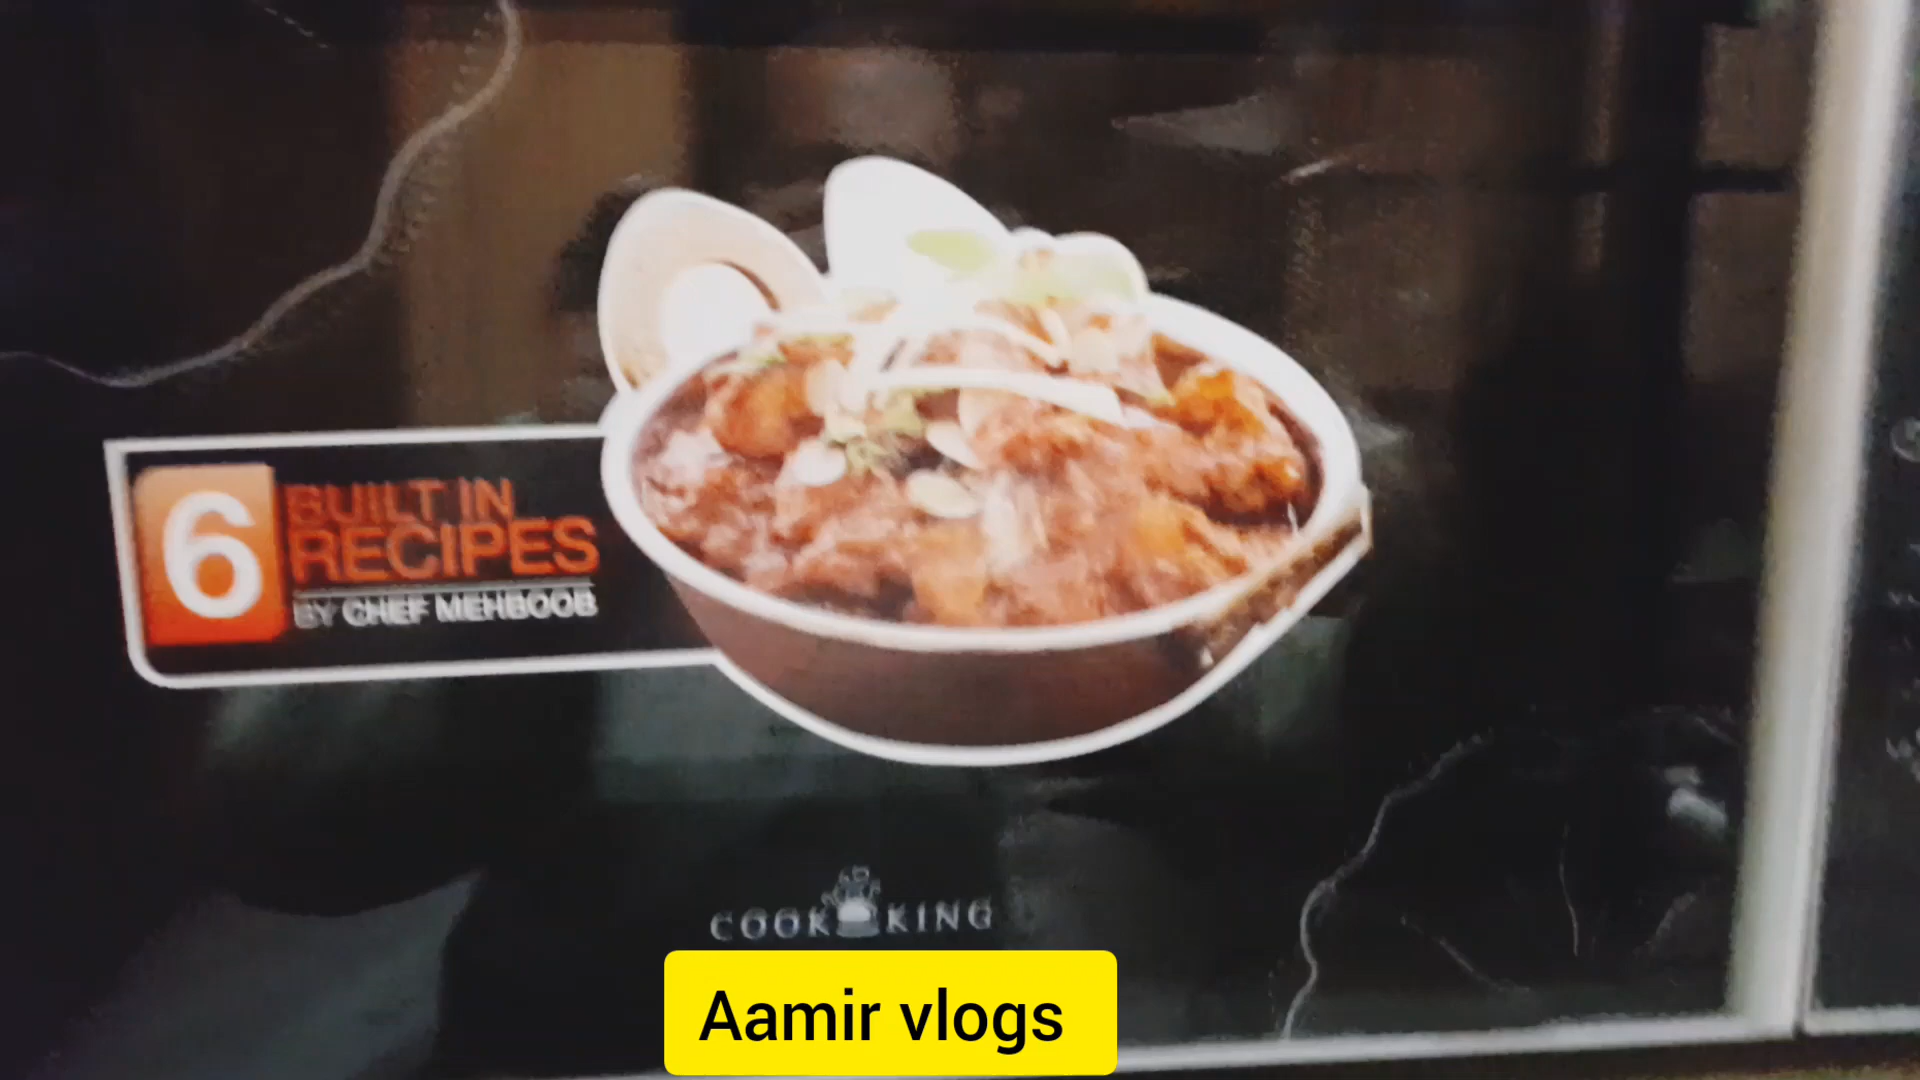 6
BUILT IN
RECIPES
BY CHEF MEHBOOB
COOK KING
Aamir vlogs